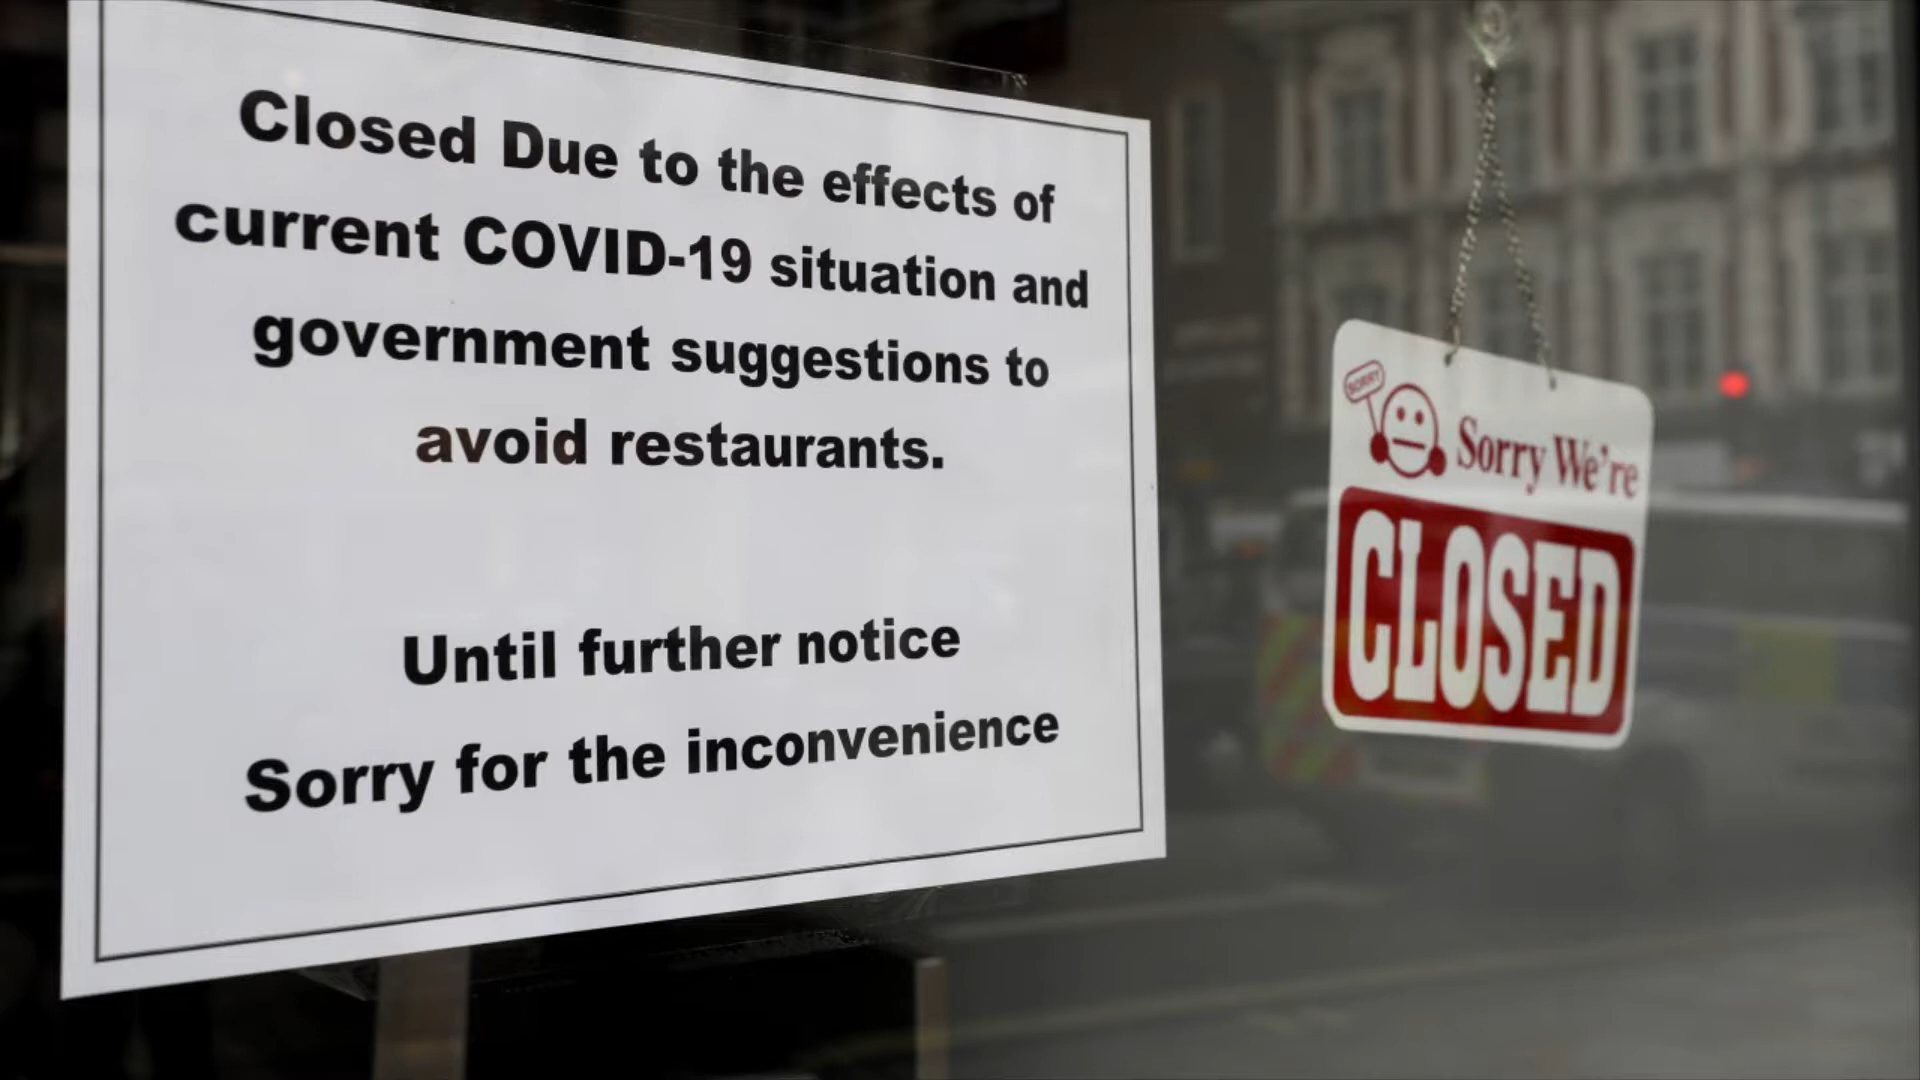 Closed Due to the effects of
current COVID-19 situation and
government suggestions to
avoid restaurants.
Until further notice
Sorry for the inconvenience
SORRY
Sorry We're
CLOSED